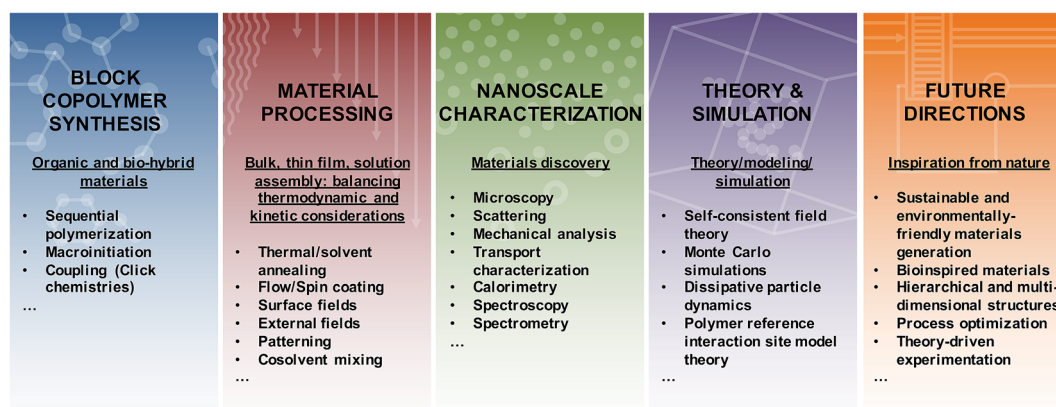 BLOCK
COPOLYMER
SYNTHESIS
Organic and bio-hybrid
materials
• Sequential
polymerization
• Macroinitiation
• Coupling (Click
chemistries)
…
MATERIAL
PROCESSING
Bulk, thin film, solution
assembly: balancing
thermodynamic and
kinetic considerations
• Thermal/solvent
annealing
• Flow/Spin coating
• Surface fields
• External fields
• Patterning
• Cosolvent mixing
…
NANOSCALE
CHARACTERIZATION
Materials discovery
• Microscopy
• Scattering
• Mechanical analysis
• Transport
characterization
• Calorimetry
• Spectroscopy
• Spectrometry
…
THEORY &
SIMULATION
Theory/modeling/
simulation
• Self-consistent field
theory
• Monte Carlo
simulations
• Dissipative particle
dynamics
• Polymer reference
interaction site model
theory
…
FUTURE
DIRECTIONS
Inspiration from nature
• Sustainable and
environmentally-
friendly materials
generation
• Bioinspired materials
• Hierarchical and multi-
dimensional structures
• Process optimization
• Theory-driven
experimentation
…